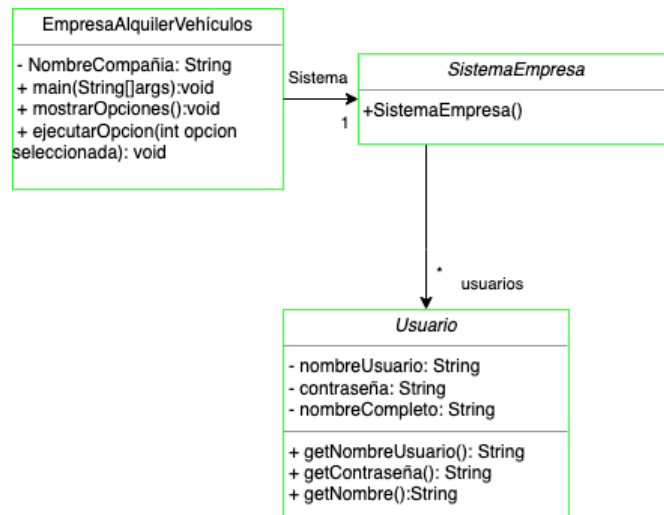 EmpresaAlquilerVehículos
- NombreCompañia: String
+ main(String[]args):void
+ mostrarOpciones():void
+ ejecutarOpcion(int opcion
seleccionada): void
Sistema
1
SistemaEmpresa
+SistemaEmpresa()
*
usuarios
Usuario
- nombreUsuario: String
- contraseña: String
- nombreCompleto: String
+ getNombreUsuario(): String
+ getContraseña(): String
+ getNombre():String